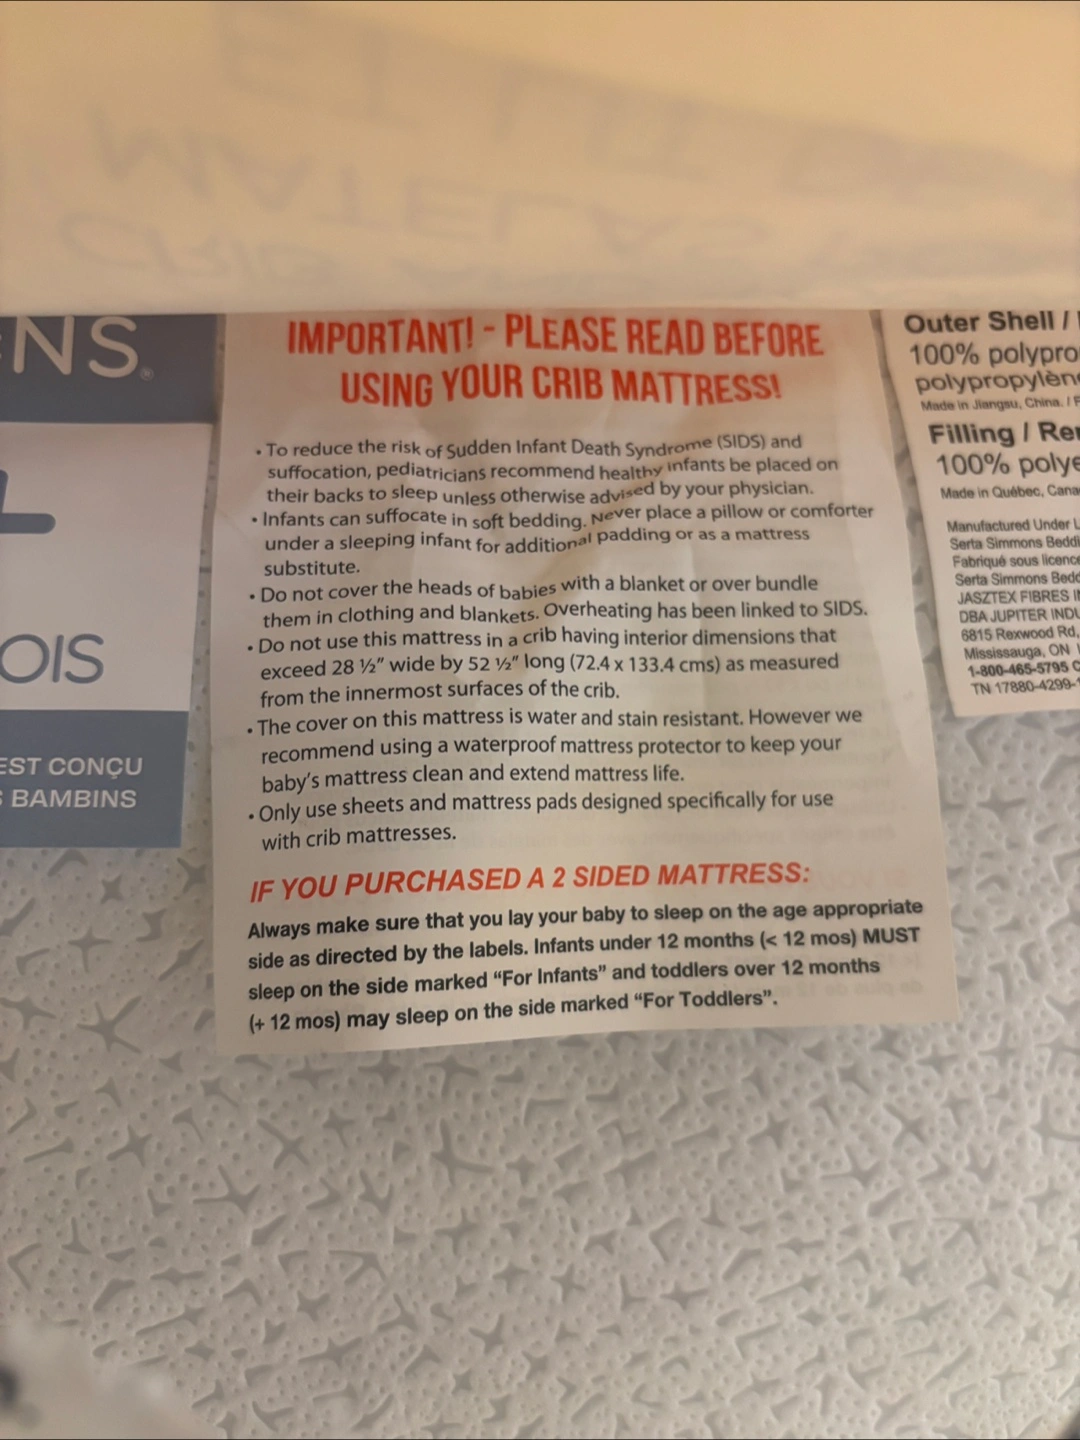 NS®
OIS
EST CONÇU
BAMBINS
IMPORTANT! - PLEASE READ BEFORE
USING YOUR CRIB MATTRESS!
• To reduce the risk of Sudden Infant Death Syndrome (SIDS) and
suffocation, pediatricians recommend healthy infants be placed on
their backs to sleep unless otherwise advised by your physician.
• Infants can suffocate in soft bedding. Never place a pillow or comforter
under a sleeping infant for additional padding or as a mattress
substitute.
• Do not cover the heads of babies with a blanket or over bundle
them in clothing and blankets. Overheating has been linked to SIDS.
• Do not use this mattress in a crib having interior dimensions that
exceed 28 ½" wide by 52 ½" long (72.4 x 133.4 cms) as measured
from the innermost surfaces of the crib.
• The cover on this mattress is water and stain resistant. However we
recommend using a waterproof mattress protector to keep your
baby's mattress clean and extend mattress life.
• Only use sheets and mattress pads designed specifically for use
with crib mattresses.
IF YOU PURCHASED A 2 SIDED MATTRESS:
Always make sure that you lay your baby to sleep on the age appropriate
side as directed by the labels. Infants under 12 months (< 12 mos) MUST
sleep on the side marked “For Infants” and toddlers over 12 months
(+ 12 mos) may sleep on the side marked “For Toddlers”.
Outer Shell /
100% polypro
polypropylèn
Made in Jiangsu, China. / F
Filling / Re
100% polye
Made in Québec, Cana
Manufactured Under L
Serta Simmons Beddi
Fabriqué sous licence
Serta Simmons Bedd
JASZTEX FIBRES I
DBA JUPITER INDU
6815 Rexwood Rd,
Mississauga, ON
1-800-465-5795 C
TN 17880-4299-